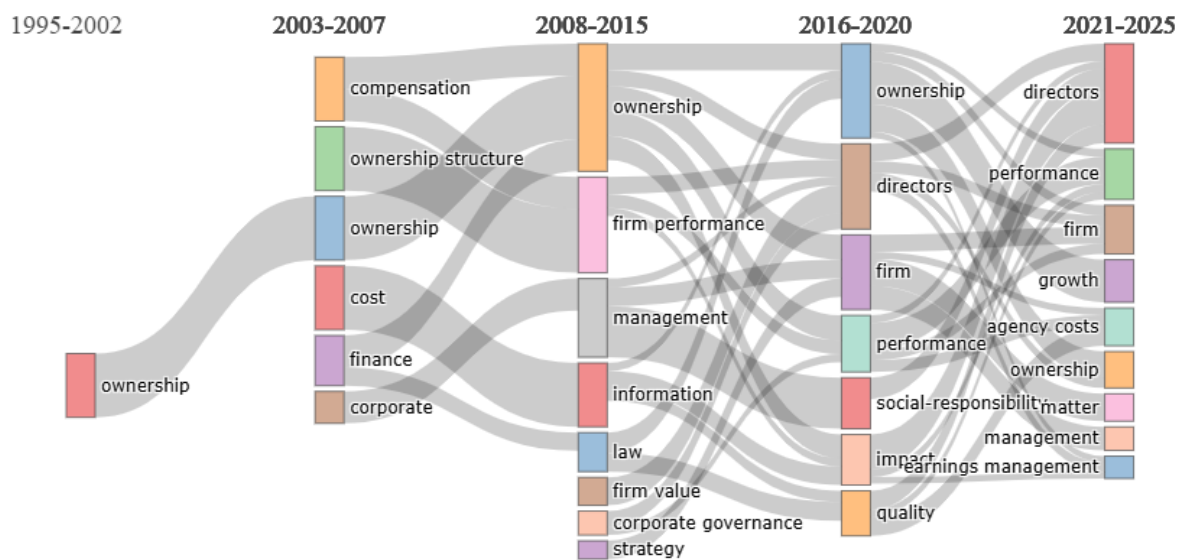 1995-2002
2003-2007
2008-2015
2016-2020
2021-2025
ownership
compensation
ownership structure
ownership
cost
finance
corporate
ownership
firm performance
management
information
law
firm value
corporate governance
strategy
ownership
directors
firm
performance
social-responsibility
impact
quality
directors
performance
firm
growth
agency costs
ownership
matter
management
earnings management